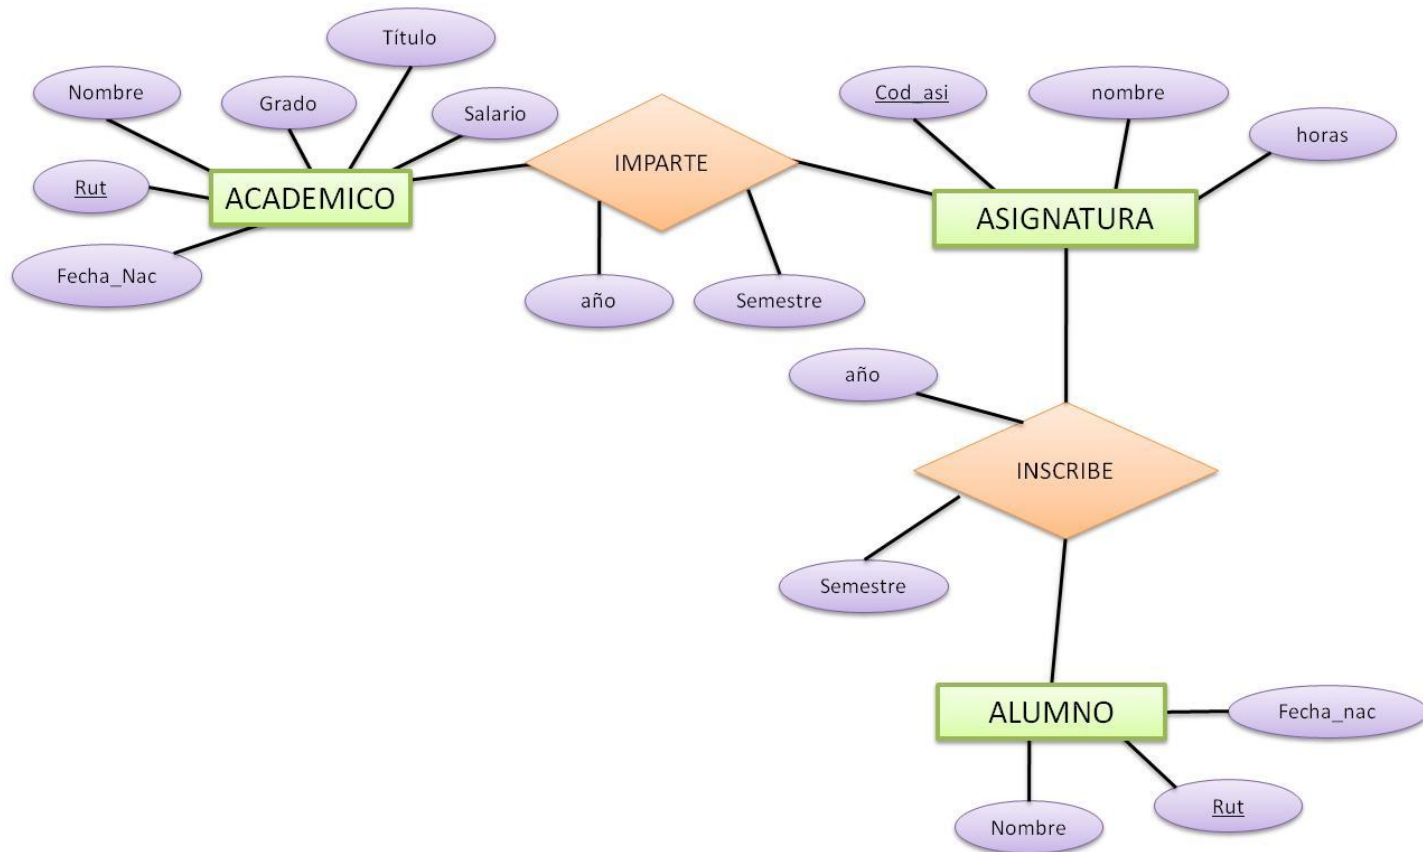 Título
Nombre
Grado
Salario
Cod_asi
nombre
horas
IMPARTE
Rut
ACADEMICO
ASIGNATURA
Fecha_Nac
año
Semestre
año
INSCRIBE
Semestre
ALUMNO
Fecha_nac
Rut
Nombre